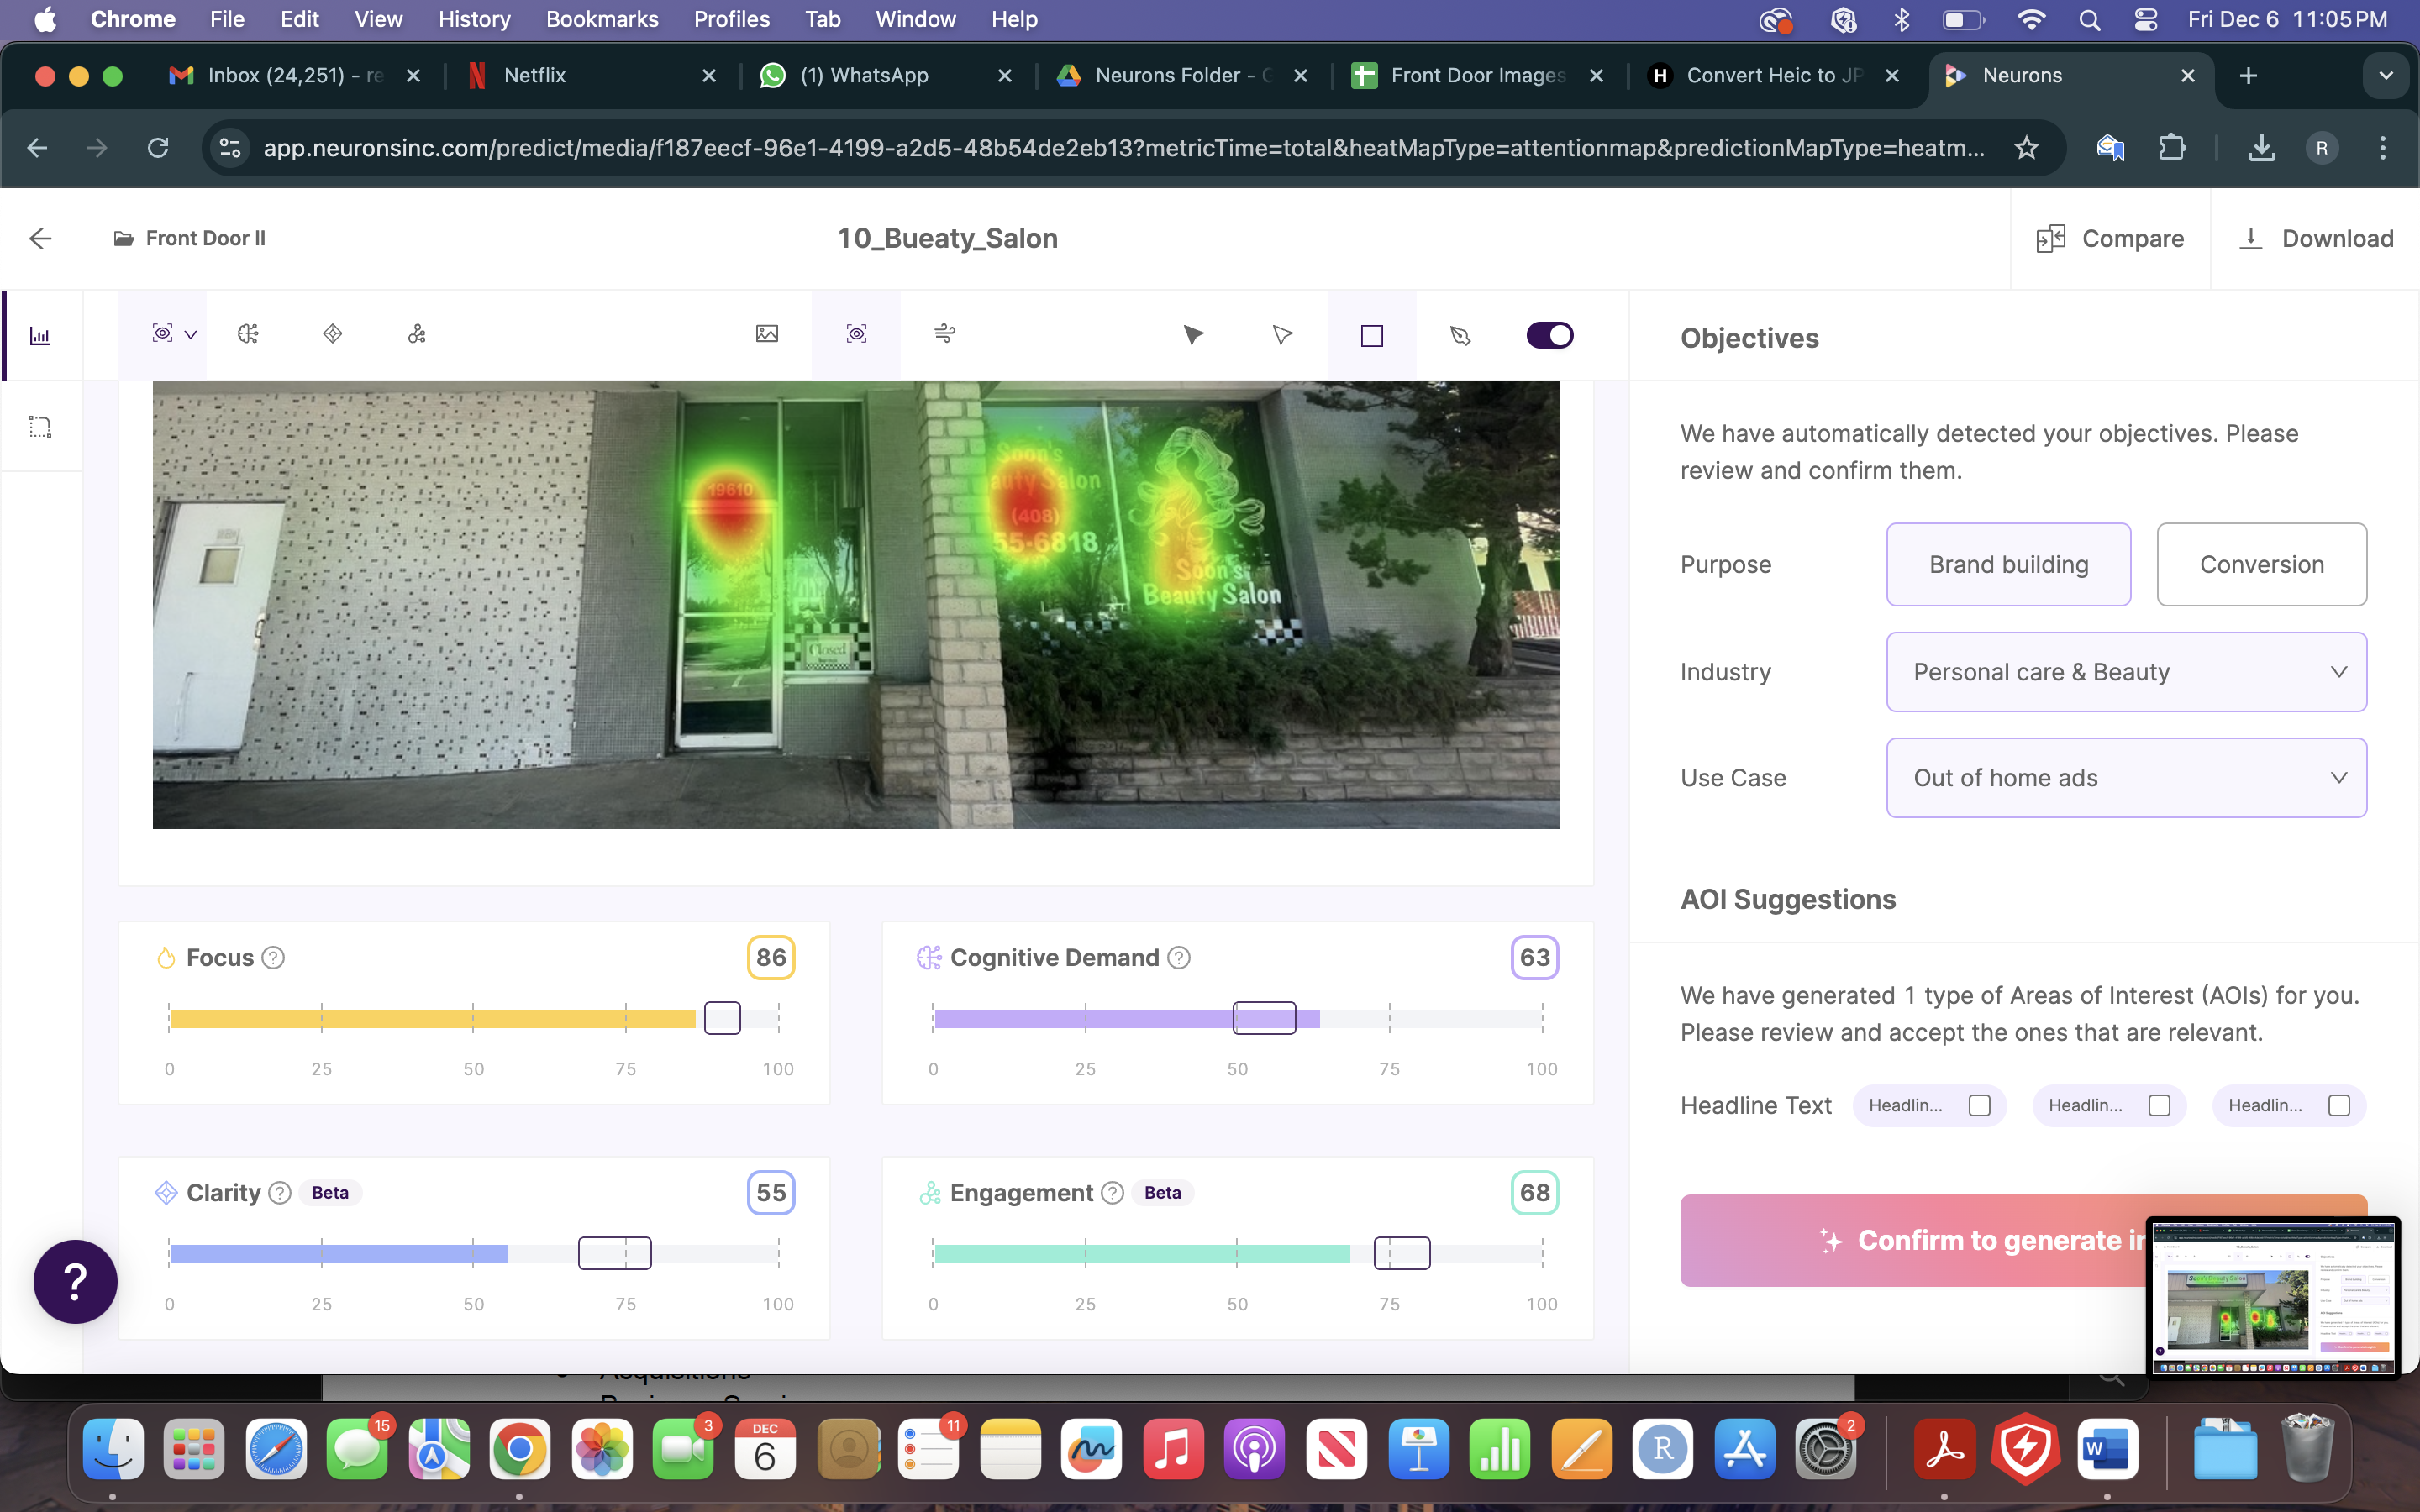 Chrome File Edit View History Bookmarks Profiles Tab Window Help Fri Dec 6 11:05 PM
Inbox (24,251) - re Netflix (1) WhatsApp Neurons Folder - G Front Door Images Convert Heic to JP Neurons
app.neuronsinc.com/predict/media/f187eecf-96e1-4199-a2d5-48b54de2eb13?metricTime=total&heatMapType=attentionmap&predictionMapType=heatm... R
Front Door II 10_Bueaty_Salon Compare Download
Objectives
We have automatically detected your objectives. Please
review and confirm them.
Purpose Brand building Conversion
Industry Personal care & Beauty
Use Case Out of home ads
19610
Soon's
auty Salon
(408)
55-6818
Soon's
Beauty Salon
Closed
AOI Suggestions
We have generated 1 type of Areas of Interest (AOIs) for you.
Please review and accept the ones that are relevant.
Headline Text Headlin... Headlin... Headlin...
Confirm to generate in
Focus ? 86
0 25 50 75 100
Cognitive Demand ? 63
0 25 50 75 100
Clarity ? Beta 55
0 25 50 75 100
Engagement ? Beta 68
0 25 50 75 100
?
15 3 DEC 6 11 R 2 W